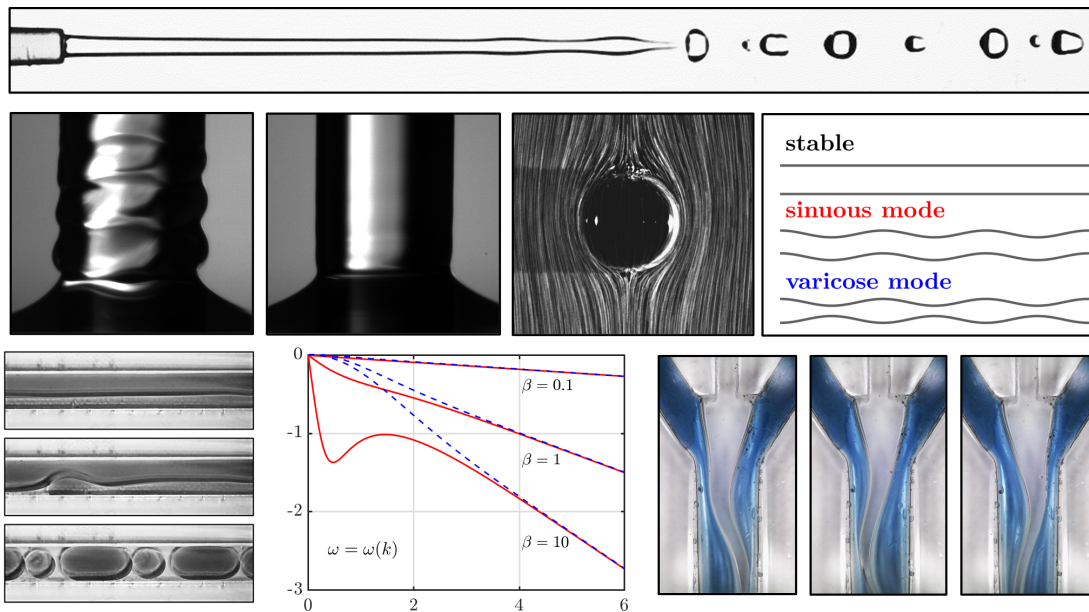 stable
sinuous mode
varicose mode
0
-1
-2
-3
β = 0.1
β = 1
β = 10
ω = ω(k)
0 2 4 6